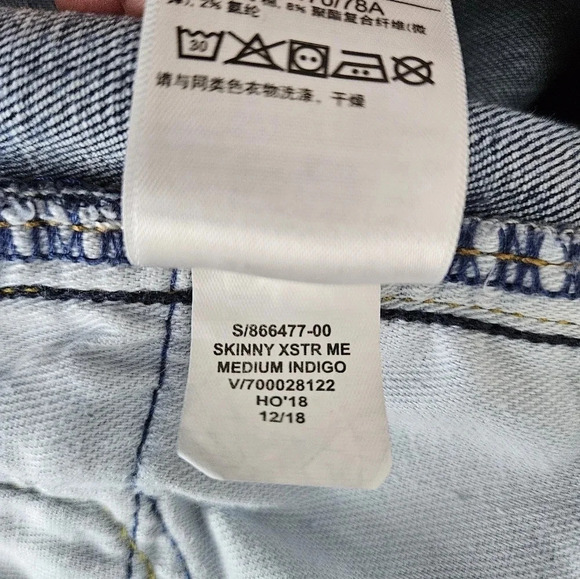 70/78A
8% 聚酯复合纤维(微
), 2% 氨纶
30
请与同类色衣物洗涤、干燥
S/866477-00
SKINNY XSTR ME
MEDIUM INDIGO
V/700028122
HO'18
12/18